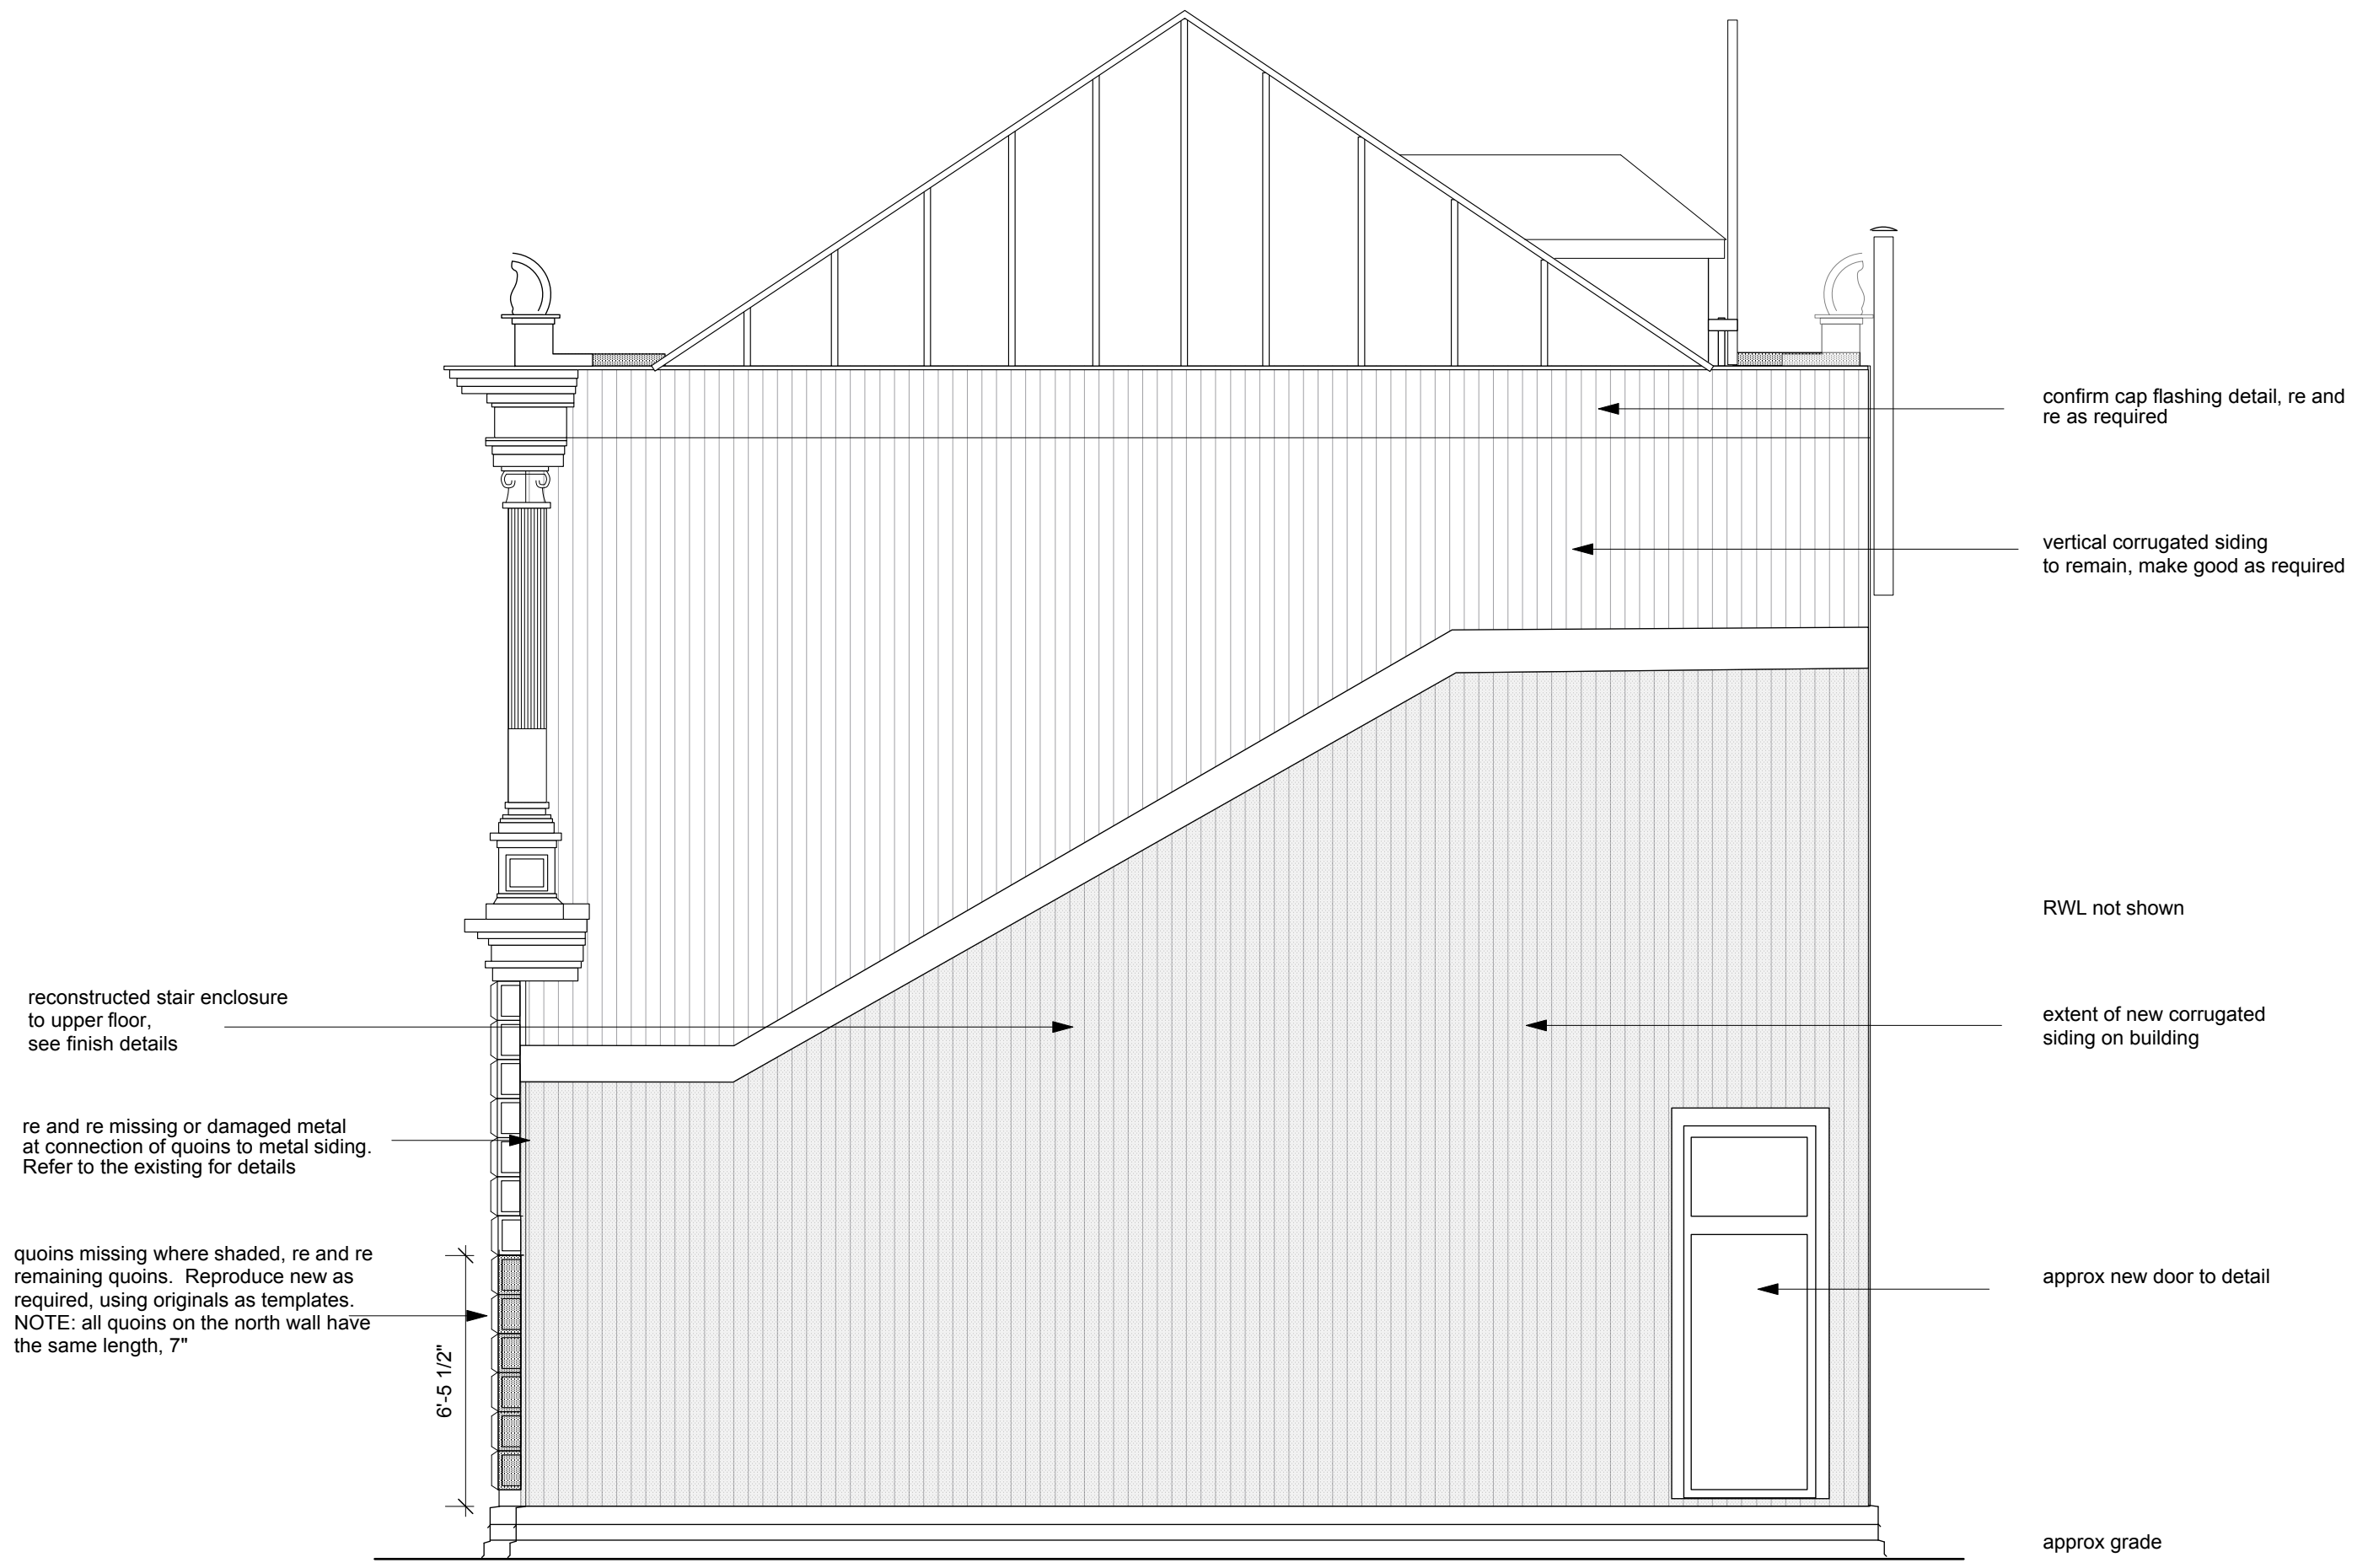 confirm cap flashing detail, re and
re as required
vertical corrugated siding
to remain, make good as required
RWL not shown
reconstructed stair enclosure
to upper floor,
see finish details
extent of new corrugated
siding on building
re and re missing or damaged metal
at connection of quoins to metal siding.
Refer to the existing for details
quoins missing where shaded, re and re
remaining quoins.  Reproduce new as
required, using originals as templates.
NOTE: all quoins on the north wall have
the same length, 7"
6'-5 1/2"
approx new door to detail
approx grade